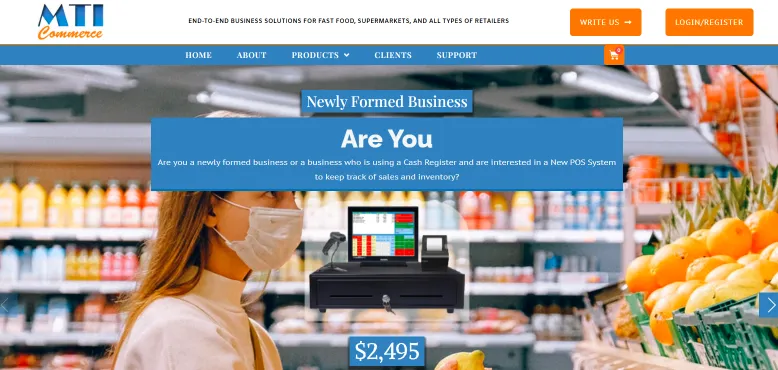 MTI
Commerce
END-TO-END BUSINESS SOLUTIONS FOR FAST FOOD, SUPERMARKETS, AND ALL TYPES OF RETAILERS
WRITE US
LOGIN/REGISTER
HOME ABOUT PRODUCTS CLIENTS SUPPORT
0
Newly Formed Business
Are You
Are you a newly formed business or a business who is using a Cash Register and are interested in a New POS System
to keep track of sales and inventory?
$2,495